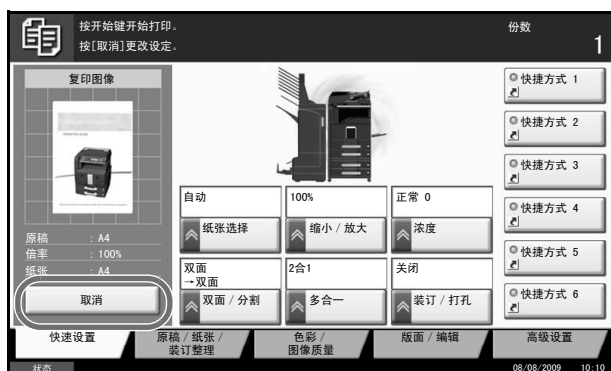 按开始键开始打印。
按[取消]更改设定。
份数
1
复印图像
原稿 : A4
倍率 : 100%
纸张 : A4
取消
自动
纸张选择
100%
缩小 / 放大
正常 0
浓度
双面
→双面
双面 / 分割
2合1
多合一
关闭
装订 / 打孔
快捷方式 1
快捷方式 2
快捷方式 3
快捷方式 4
快捷方式 5
快捷方式 6
快速设置
原稿 / 纸张 /
装订整理
色彩 /
图像质量
版面 / 编辑
高级设置
状态
08/08/2009 10:10